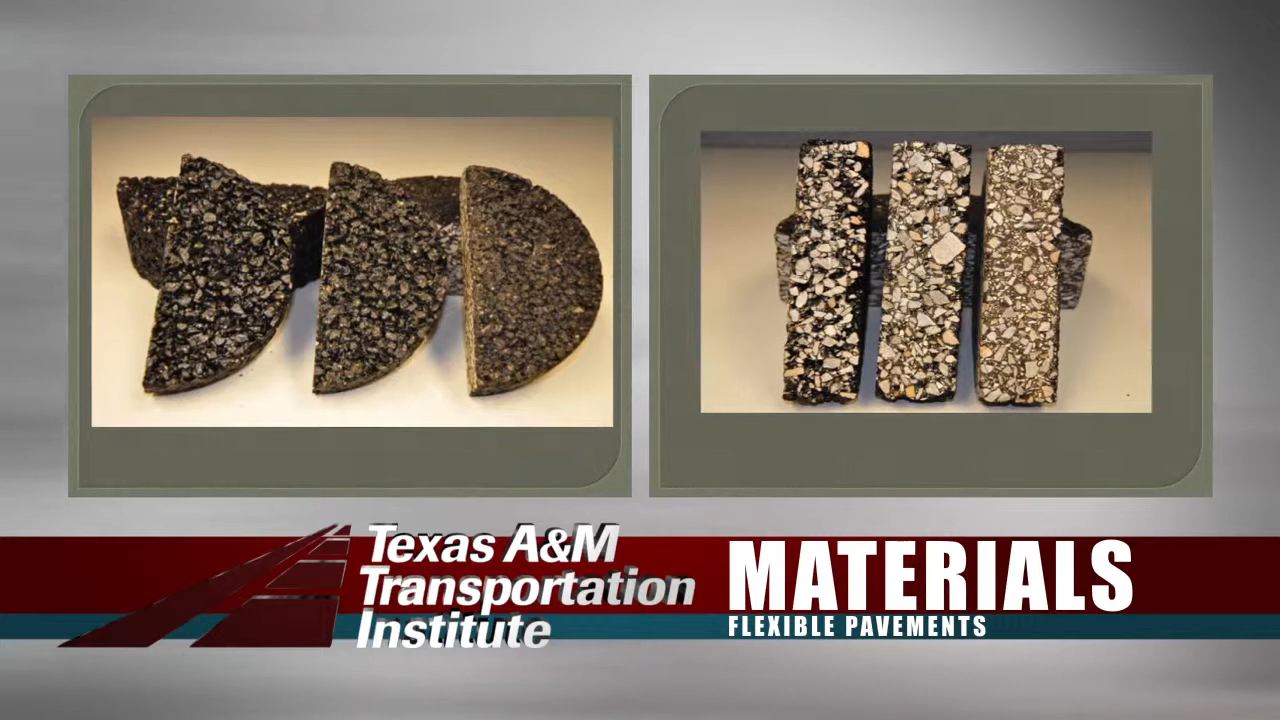 Texas A&M
Transportation
Institute
MATERIALS
FLEXIBLE PAVEMENTS